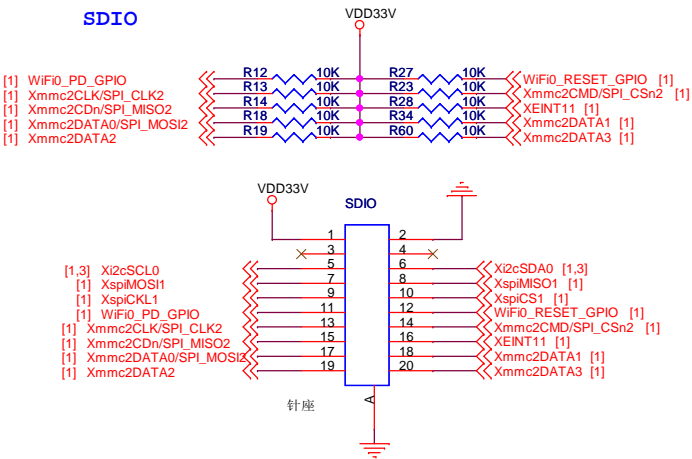 SDIO
VDD33V
[1] WiFi0_PD_GPIO R12 10K R27 10K WiFi0_RESET_GPIO [1]
[1] Xmmc2CLK/SPI_CLK2 R13 10K R23 10K Xmmc2CMD/SPI_CSn2 [1]
[1] Xmmc2CDn/SPI_MISO2 R14 10K R28 10K XEINT11 [1]
[1] Xmmc2DATA0/SPI_MOSI2 R18 10K R34 10K Xmmc2DATA1 [1]
[1] Xmmc2DATA2 R19 10K R60 10K Xmmc2DATA3 [1]
VDD33V SDIO
1 2
3 4
[1,3] Xi2cSCL0 5 6 Xi2cSDA0 [1,3]
[1] XspiMOSI1 7 8 XspiMISO1 [1]
[1] XspiCKL1 9 10 XspiCS1 [1]
[1] WiFi0_PD_GPIO 11 12 WiFi0_RESET_GPIO [1]
[1] Xmmc2CLK/SPI_CLK2 13 14 Xmmc2CMD/SPI_CSn2 [1]
[1] Xmmc2CDn/SPI_MISO2 15 16 XEINT11 [1]
[1] Xmmc2DATA0/SPI_MOSI2 17 18 Xmmc2DATA1 [1]
[1] Xmmc2DATA2 19 20 Xmmc2DATA3 [1]
针座 A